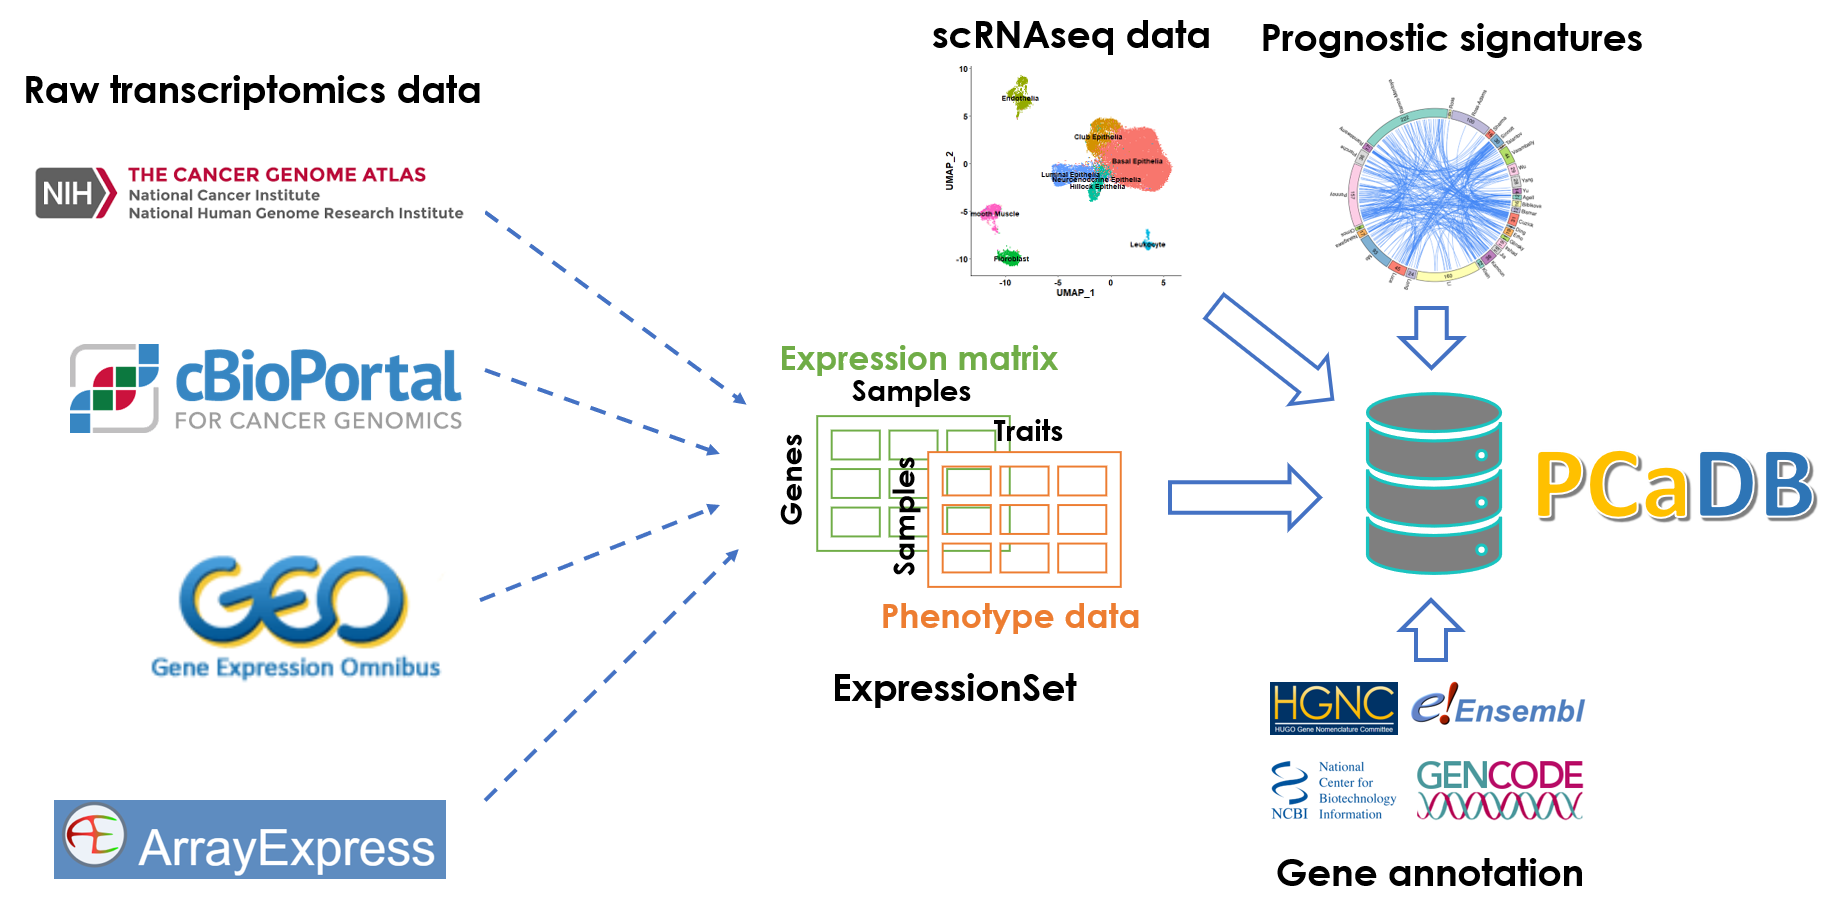 scRNAseq data
Prognostic signatures
Raw transcriptomics data
NIH
THE CANCER GENOME ATLAS
National Cancer Institute
National Human Genome Research Institute
cBioPortal
FOR CANCER GENOMICS
GEO
Gene Expression Omnibus
ArrayExpress
10
5
0
-5
-10
UMAP_2
Endothelia
Club Epithelia
Basal Epithelia
Luminal Epithelia
Neuroendocrine Epithelia
Hillock Epithelia
mooth Muscle
Leukocyte
Fibroblast
-10
-5
0
5
UMAP_1
Expression matrix
Samples
Genes
Traits
Samples
Phenotype data
ExpressionSet
PCaDB
HGNC
HUGO Gene Nomenclature Committee
e!Ensembl
NCBI
National
Center for
Biotechnology
Information
GENCODE
Gene annotation